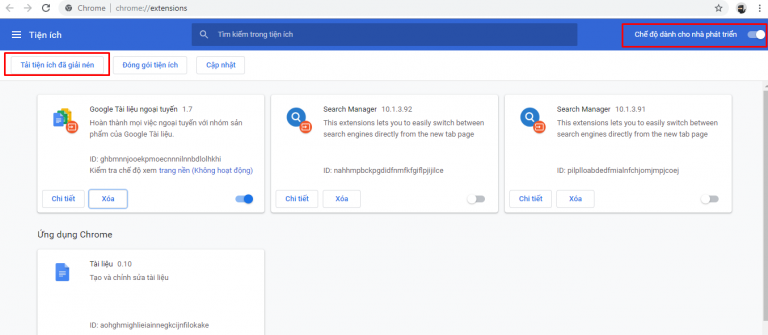 Chrome | chrome://extensions
Tiện ích
Tìm kiếm trong tiện ích
Chế độ dành cho nhà phát triển
Tải tiện ích đã giải nén
Đóng gói tiện ích
Cập nhật
Google Tài liệu ngoại tuyến 1.7
Hoàn thành mọi việc ngoại tuyến với nhóm sản
phẩm của Google Tài liệu.
ID: ghbmnnjooekpmoecnnnilnnbdlolhkhi
Kiểm tra chế độ xem trang nền (Không hoạt động)
Chi tiết
Xóa
Search Manager 10.1.3.92
This extensions lets you to easily switch between
search engines directly from the new tab page
ID: nahhmpbckpgdidfnmfkfgiflpjijilce
Chi tiết
Xóa
Search Manager 10.1.3.91
This extensions lets you to easily switch between
search engines directly from the new tab page
ID: pilplloabdedfmialnfchjomjmpjcoej
Chi tiết
Xóa
Ứng dụng Chrome
Tài liệu 0.10
Tạo và chỉnh sửa tài liệu
ID: aohghmighlieiainnegkcijnfilokake